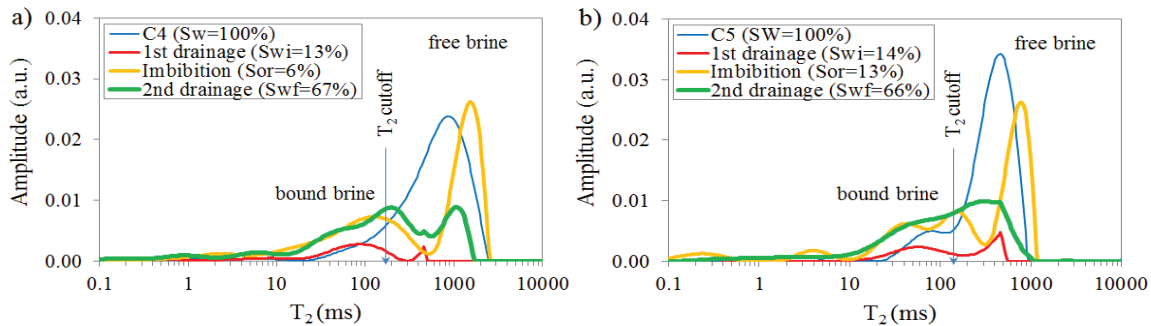 a)
0.04
0.03
0.02
0.01
0.00
Amplitude (a.u.)
C4 (Sw=100%)
1st drainage (Swi=13%)
Imbibition (Sor=6%)
2nd drainage (Swf=67%)
free brine
T2 cutoff
bound brine
0.1 1 10 100 1000 10000
T2 (ms)
b)
0.04
0.03
0.02
0.01
0.00
Amplitude (a.u.)
C5 (SW=100%)
1st drainage (Swi=14%)
Imbibition (Sor=13%)
2nd drainage (Swf=66%)
free brine
T2 cutoff
bound brine
0.1 1 10 100 1000 10000
T2 (ms)